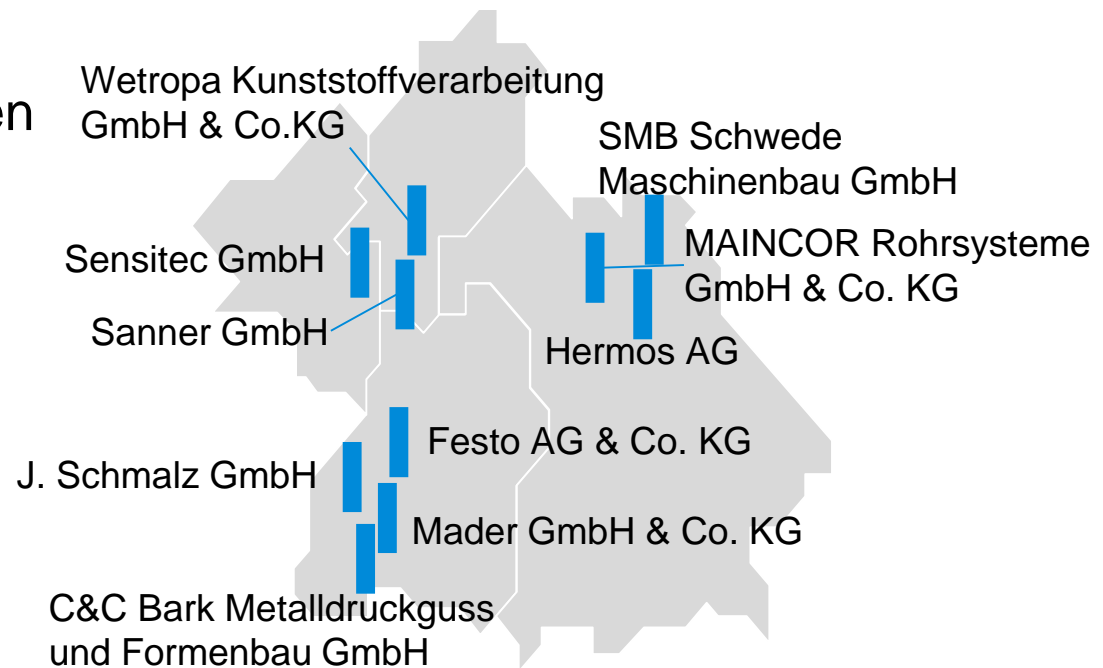 en
Wetropa Kunststoffverarbeitung
GmbH & Co.KG
SMB Schwede
Maschinenbau GmbH
Sensitec GmbH
MAINCOR Rohrsysteme
GmbH & Co. KG
Sanner GmbH
Hermos AG
Festo AG & Co. KG
J. Schmalz GmbH
Mader GmbH & Co. KG
C&C Bark Metalldruckguss
und Formenbau GmbH